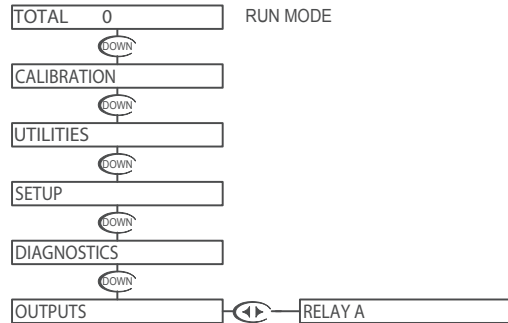 TOTAL 0 RUN MODE
DOWN
CALIBRATION
DOWN
UTILITIES
DOWN
SETUP
DOWN
DIAGNOSTICS
DOWN
OUTPUTS RELAY A